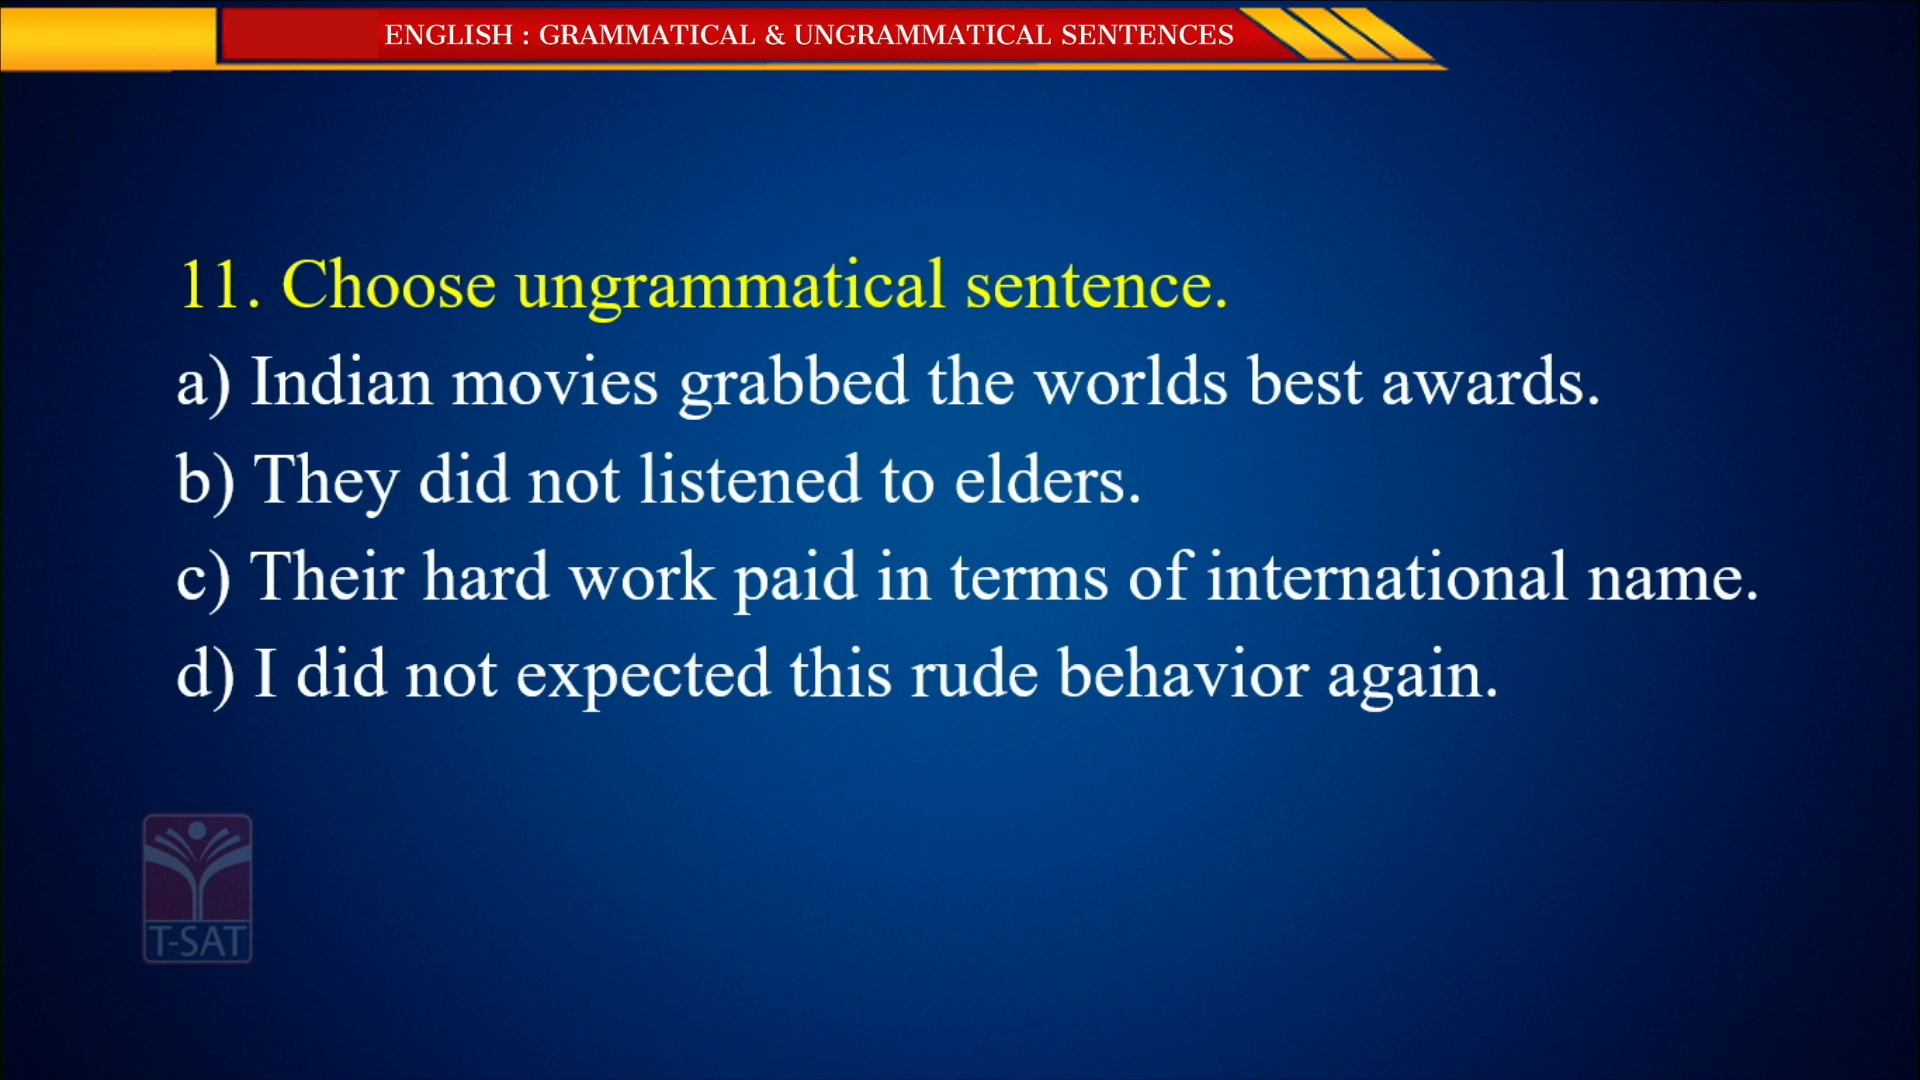 ENGLISH : GRAMMATICAL & UNGRAMMATICAL SENTENCES
11. Choose ungrammatical sentence.
a) Indian movies grabbed the worlds best awards.
b) They did not listened to elders.
c) Their hard work paid in terms of international name.
d) I did not expected this rude behavior again.
T-SAT